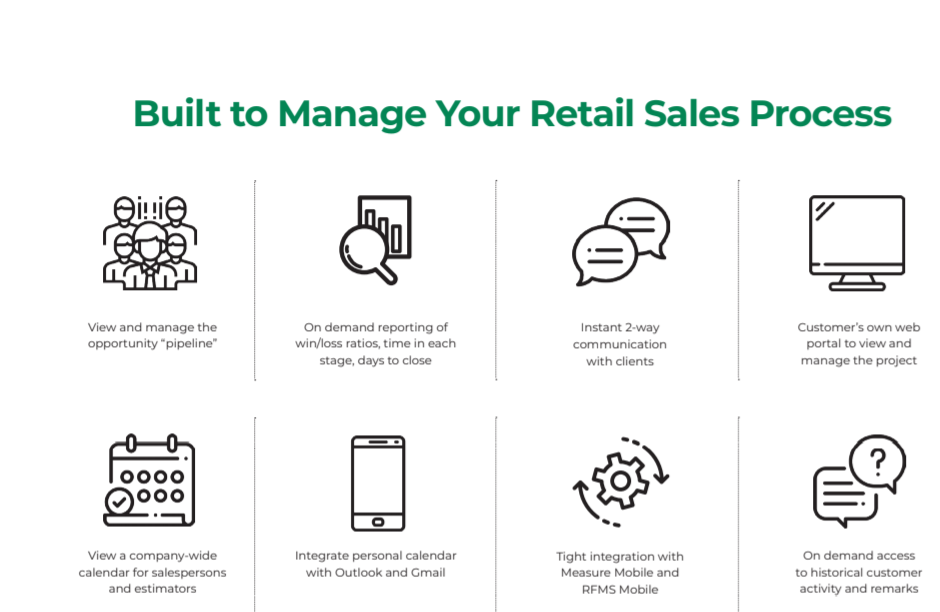 Built to Manage Your Retail Sales Process
View and manage the
opportunity “pipeline”
On demand reporting of
win/loss ratios, time in each
stage, days to close
Instant 2-way
communication
with clients
Customer’s own web
portal to view and
manage the project
View a company-wide
calendar for salespersons
and estimators
Integrate personal calendar
with Outlook and Gmail
Tight integration with
Measure Mobile and
RFMS Mobile
?
On demand access
to historical customer
activity and remarks